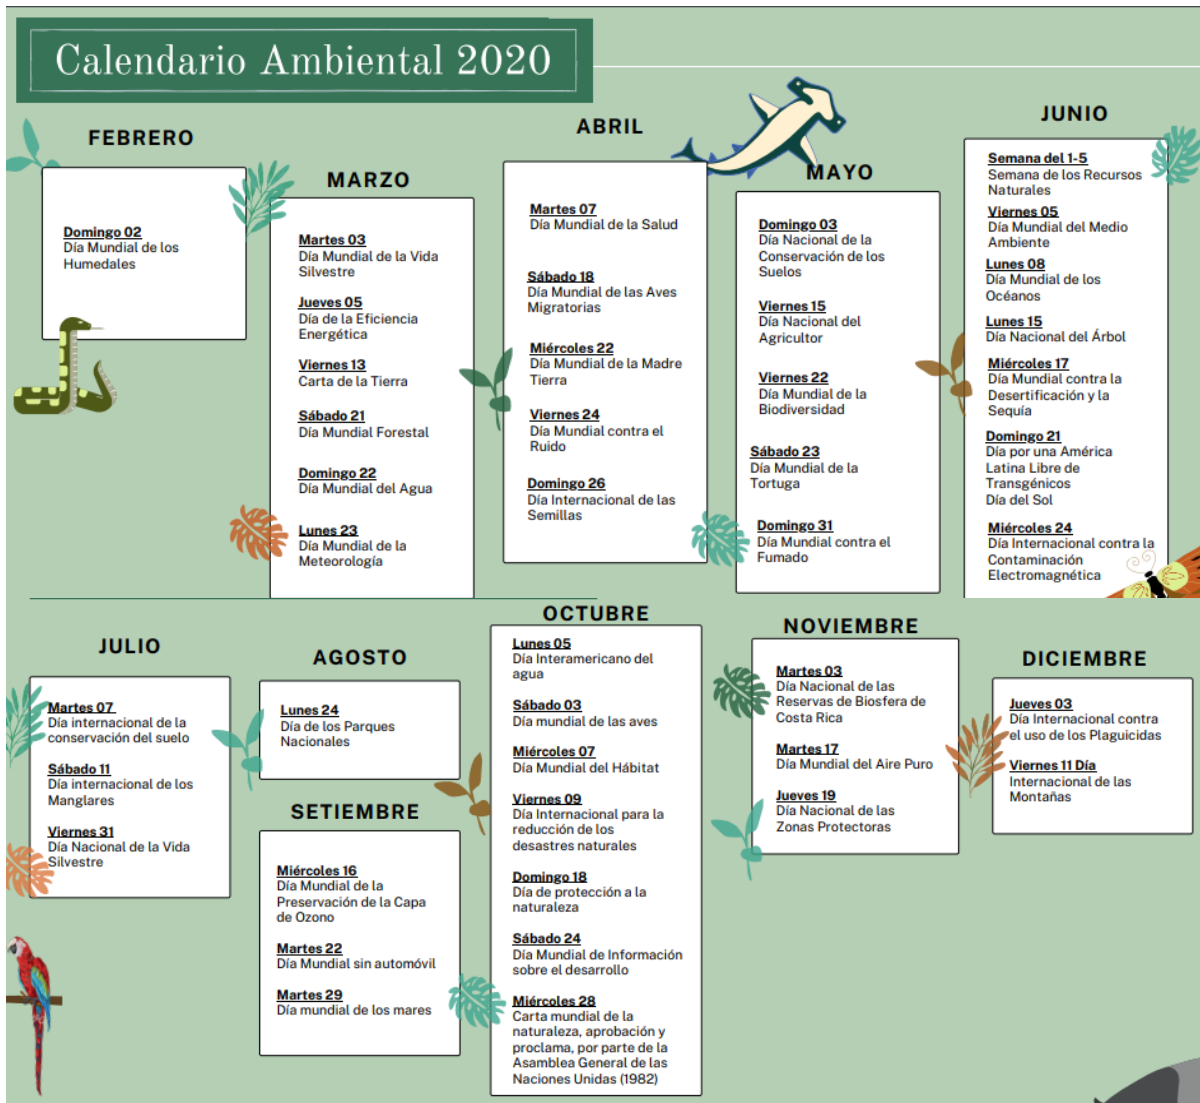 Calendario Ambiental 2020
FEBRERO
Domingo 02
Día Mundial de los
Humedales
MARZO
Martes 03
Día Mundial de la Vida
Silvestre
Jueves 05
Día de la Eficiencia
Energética
Viernes 13
Carta de la Tierra
Sábado 21
Día Mundial Forestal
Domingo 22
Día Mundial del Agua
Lunes 23
Día Mundial de la
Meteorología
ABRIL
Martes 07
Día Mundial de la Salud
Sábado 18
Día Mundial de las Aves
Migratorias
Miércoles 22
Día Mundial de la Madre
Tierra
Viernes 24
Día Mundial contra el
Ruido
Domingo 26
Día Internacional de las
Semillas
MAYO
Domingo 03
Día Nacional de la
Conservación de los
Suelos
Viernes 15
Día Nacional del
Agricultor
Viernes 22
Día Mundial de la
Biodiversidad
Sábado 23
Día Mundial de la
Tortuga
Domingo 31
Día Mundial contra el
Fumado
JUNIO
Semana del 1-5
Semana de los Recursos
Naturales
Viernes 05
Día Mundial del Medio
Ambiente
Lunes 08
Día Mundial de los
Océanos
Lunes 15
Día Nacional del Árbol
Miércoles 17
Día Mundial contra la
Desertificación y la
Sequía
Domingo 21
Día por una América
Latina Libre de
Transgénicos
Día del Sol
Miércoles 24
Día Internacional contra la
Contaminación
Electromagnética
JULIO
Martes 07
Día internacional de la
conservación del suelo
Sábado 11
Día internacional de los
Manglares
Viernes 31
Día Nacional de la Vida
Silvestre
AGOSTO
Lunes 24
Día de los Parques
Nacionales
SETIEMBRE
Miércoles 16
Día Mundial de la
Preservación de la Capa
de Ozono
Martes 22
Día Mundial sin automóvil
Martes 29
Día mundial de los mares
OCTUBRE
Lunes 05
Día Interamericano del
agua
Sábado 03
Día mundial de las aves
Miércoles 07
Día Mundial del Hábitat
Viernes 09
Día Internacional para la
reducción de los
desastres naturales
Domingo 18
Día de protección a la
naturaleza
Sábado 24
Día Mundial de Información
sobre el desarrollo
Miércoles 28
Carta mundial de la
naturaleza, aprobación y
proclama, por parte de la
Asamblea General de las
Naciones Unidas (1982)
NOVIEMBRE
Martes 03
Día Nacional de las
Reservas de Biosfera de
Costa Rica
Martes 17
Día Mundial del Aire Puro
Jueves 19
Día Nacional de las
Zonas Protectoras
DICIEMBRE
Jueves 03
Día Internacional contra
el uso de los Plaguicidas
Viernes 11 Día
Internacional de las
Montañas